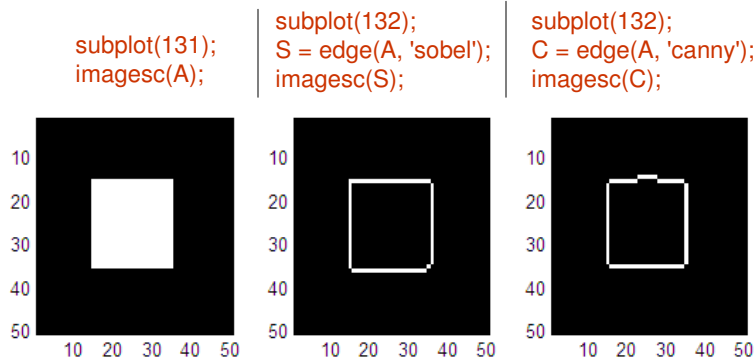 subplot(131);
imagesc(A);
subplot(132);
S = edge(A, 'sobel');
imagesc(S);
subplot(132);
C = edge(A, 'canny');
imagesc(C);
10
20
30
40
50
10 20 30 40 50
10
20
30
40
50
10 20 30 40 50
10
20
30
40
50
10 20 30 40 50